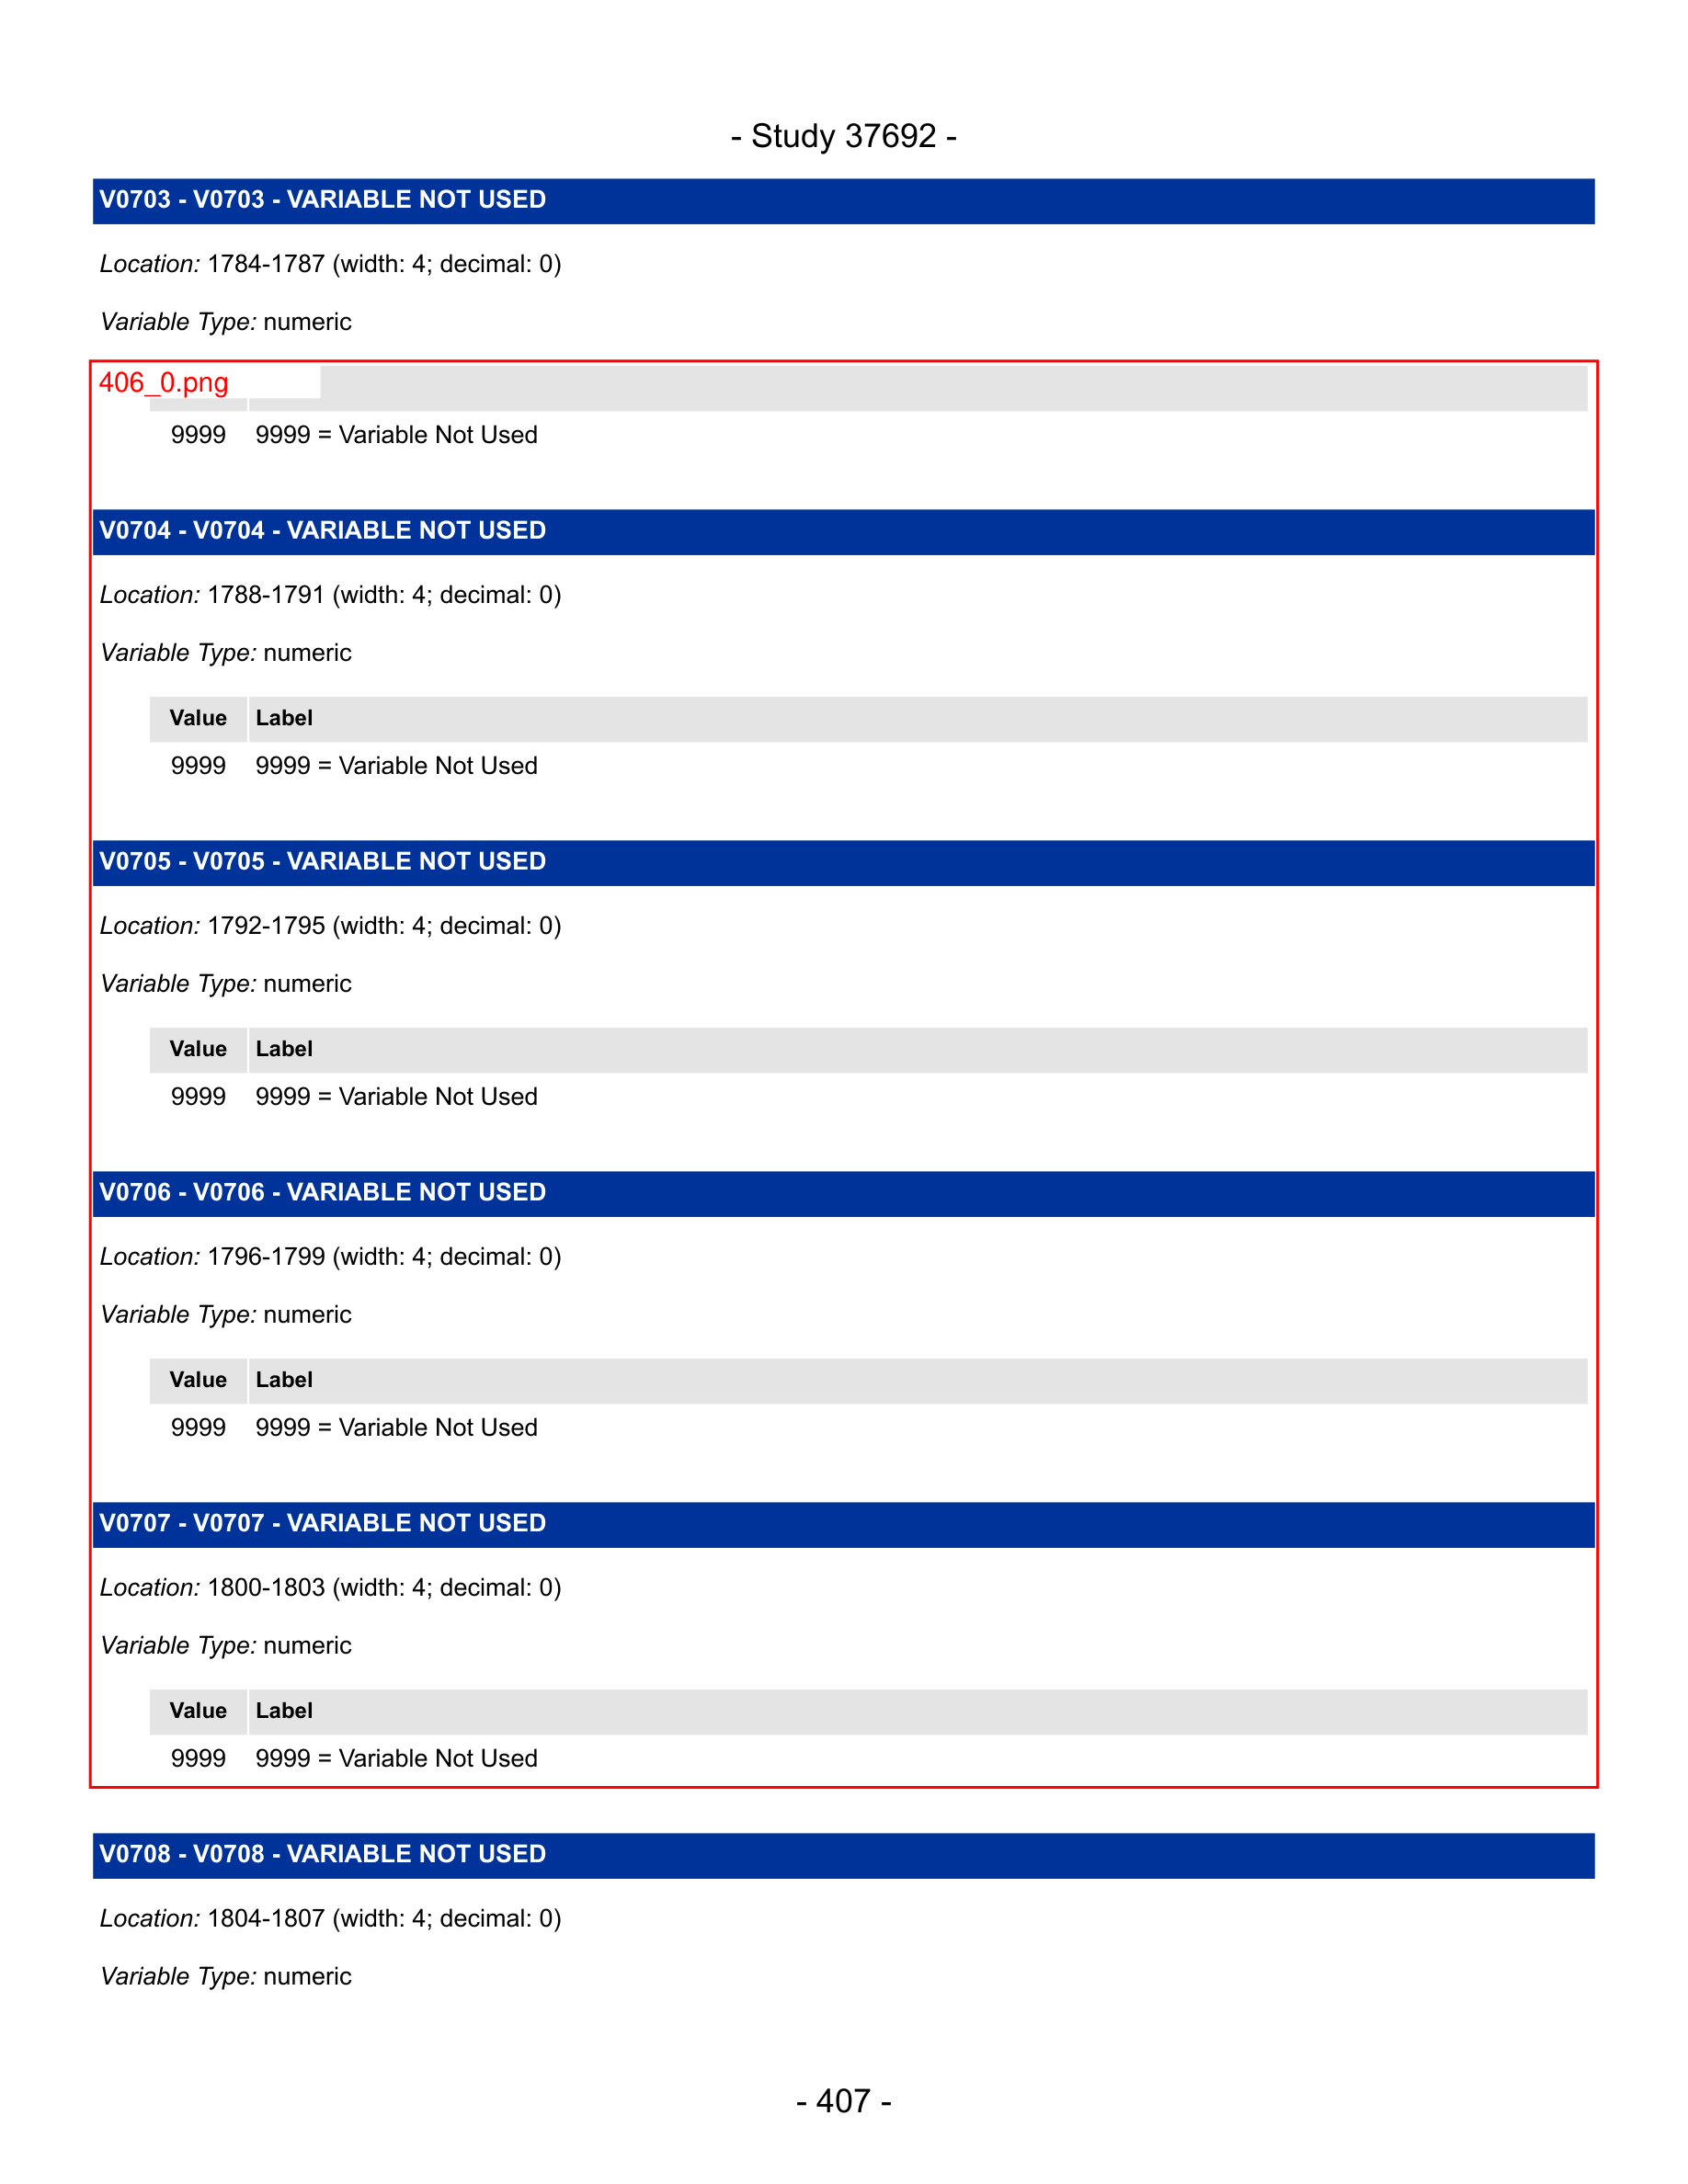 - Study 37692 -
V0703 - V0703 - VARIABLE NOT USED
Location: 1784-1787 (width: 4; decimal: 0)
Variable Type: numeric
406_0.png
9999 9999 = Variable Not Used
V0704 - V0704 - VARIABLE NOT USED
Location: 1788-1791 (width: 4; decimal: 0)
Variable Type: numeric
Value Label
9999 9999 = Variable Not Used
V0705 - V0705 - VARIABLE NOT USED
Location: 1792-1795 (width: 4; decimal: 0)
Variable Type: numeric
Value Label
9999 9999 = Variable Not Used
V0706 - V0706 - VARIABLE NOT USED
Location: 1796-1799 (width: 4; decimal: 0)
Variable Type: numeric
Value Label
9999 9999 = Variable Not Used
V0707 - V0707 - VARIABLE NOT USED
Location: 1800-1803 (width: 4; decimal: 0)
Variable Type: numeric
Value Label
9999 9999 = Variable Not Used
V0708 - V0708 - VARIABLE NOT USED
Location: 1804-1807 (width: 4; decimal: 0)
Variable Type: numeric
- 407 -